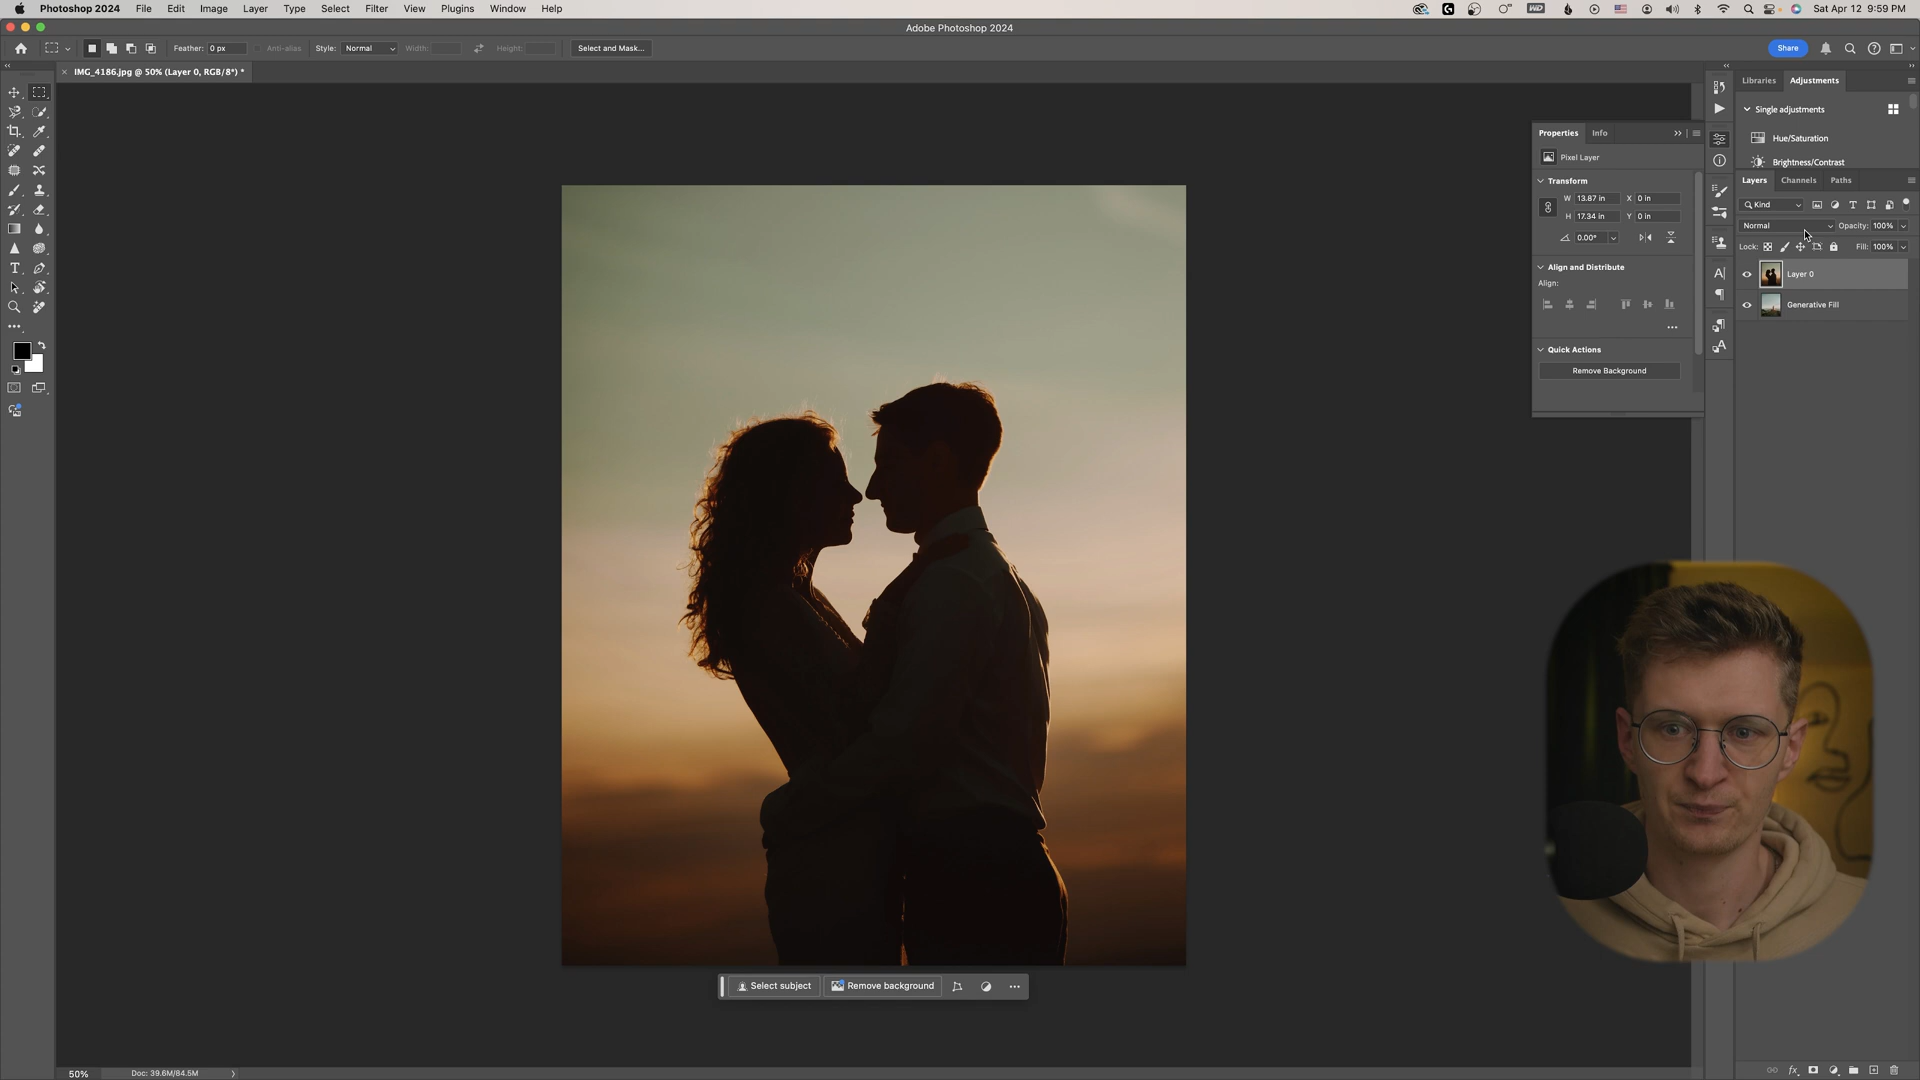 Photoshop 2024 File Edit Image Layer Type Select Filter View Plugins Window Help
WD
Sat Apr 12 9:59 PM
Adobe Photoshop 2024
Feather: 0 px Anti-alias Style: Normal Width: Height: Select and Mask... Share
IMG_4186.jpg @ 50% (Layer 0, RGB/8*) *
Libraries Adjustments
Single adjustments
Hue/Saturation
Brightness/Contrast
Properties Info
Pixel Layer
Transform
W 13.87 in X 0 in
H 17.34 in Y 0 in
0.00°
Align and Distribute
Align:
Quick Actions
Remove Background
Layers Channels Paths
Kind
Normal Opacity: 100%
Lock: Fill: 100%
Layer 0
Generative Fill
Select subject Remove background
50% Doc: 39.6M/84.5M